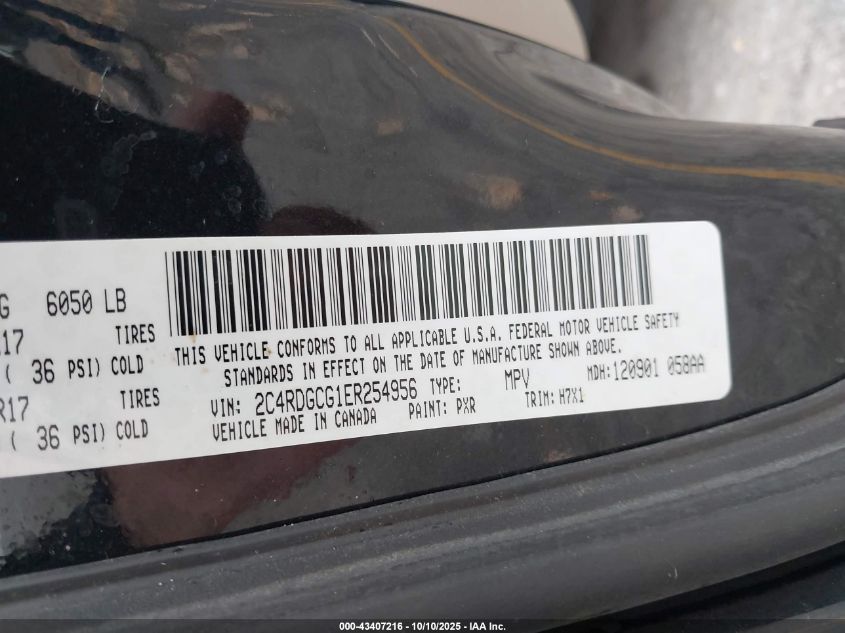 G 6050 LB
R17 TIRES
( 36 PSI) COLD
R17 TIRES
( 36 PSI) COLD
THIS VEHICLE CONFORMS TO ALL APPLICABLE U.S.A. FEDERAL MOTOR VEHICLE SAFETY
STANDARDS IN EFFECT ON THE DATE OF MANUFACTURE SHOWN ABOVE.
VIN: 2C4RDGCG1ER254956 TYPE: MPV MDH:120901 058AA
VEHICLE MADE IN CANADA PAINT: PXR TRIM: H7X1
000-43407216 - 10/10/2025 - IAA Inc.